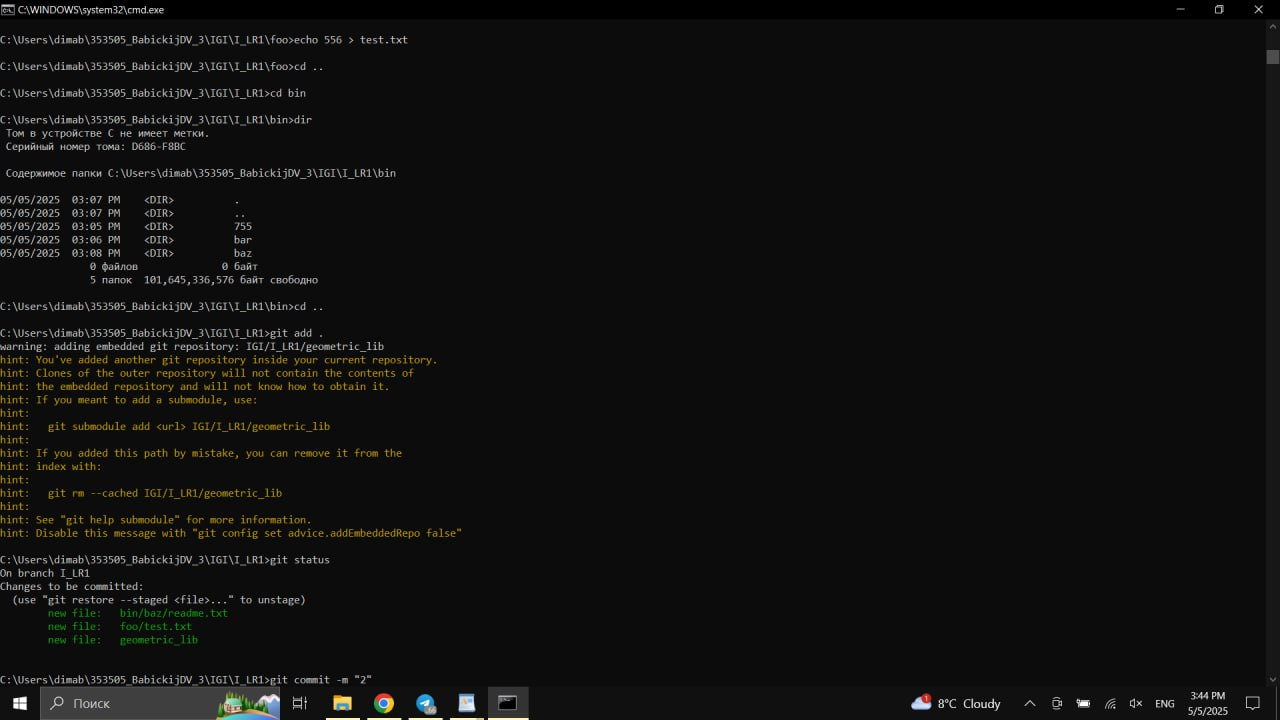 C:\WINDOWS\system32\cmd.exe
C:\Users\dimab\353505_BabickijDV_3\IGI\I_LR1\foo>echo 556 > test.txt
C:\Users\dimab\353505_BabickijDV_3\IGI\I_LR1\foo>cd ..
C:\Users\dimab\353505_BabickijDV_3\IGI\I_LR1>cd bin
C:\Users\dimab\353505_BabickijDV_3\IGI\I_LR1\bin>dir
Том в устройстве C не имеет метки.
Серийный номер тома: D686-F8BC
Содержимое папки C:\Users\dimab\353505_BabickijDV_3\IGI\I_LR1\bin
05/05/2025  03:07 PM    <DIR>          .
05/05/2025  03:07 PM    <DIR>          ..
05/05/2025  03:05 PM    <DIR>          755
05/05/2025  03:06 PM    <DIR>          bar
05/05/2025  03:08 PM    <DIR>          baz
0 файлов              0 байт
5 папок  101,645,336,576 байт свободно
C:\Users\dimab\353505_BabickijDV_3\IGI\I_LR1\bin>cd ..
C:\Users\dimab\353505_BabickijDV_3\IGI\I_LR1>git add .
warning: adding embedded git repository: IGI/I_LR1/geometric_lib
hint: You've added another git repository inside your current repository.
hint: Clones of the outer repository will not contain the contents of
hint: the embedded repository and will not know how to obtain it.
hint: If you meant to add a submodule, use:
hint:
hint:   git submodule add <url> IGI/I_LR1/geometric_lib
hint:
hint: If you added this path by mistake, you can remove it from the
hint: index with:
hint:
hint:   git rm --cached IGI/I_LR1/geometric_lib
hint:
hint: See "git help submodule" for more information.
hint: Disable this message with "git config set advice.addEmbeddedRepo false"
C:\Users\dimab\353505_BabickijDV_3\IGI\I_LR1>git status
On branch I_LR1
Changes to be committed:
(use "git restore --staged <file>..." to unstage)
new file:   bin/baz/readme.txt
new file:   foo/test.txt
new file:   geometric_lib
C:\Users\dimab\353505_BabickijDV_3\IGI\I_LR1>git commit -m "2"
Поиск
1
8°C Cloudy
ENG
3:44 PM
5/5/2025